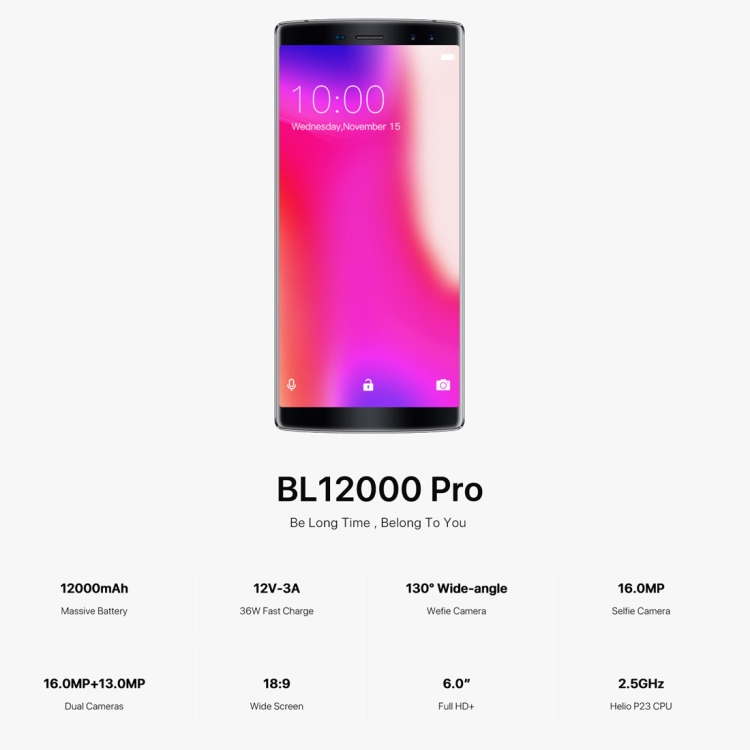 10:00
Wednesday,November 15
BL12000 Pro
Be Long Time , Belong To You
12000mAh
Massive Battery
12V-3A
36W Fast Charge
130° Wide-angle
Wefie Camera
16.0MP
Selfie Camera
16.0MP+13.0MP
Dual Cameras
18:9
Wide Screen
6.0”
Full HD+
2.5GHz
Helio P23 CPU